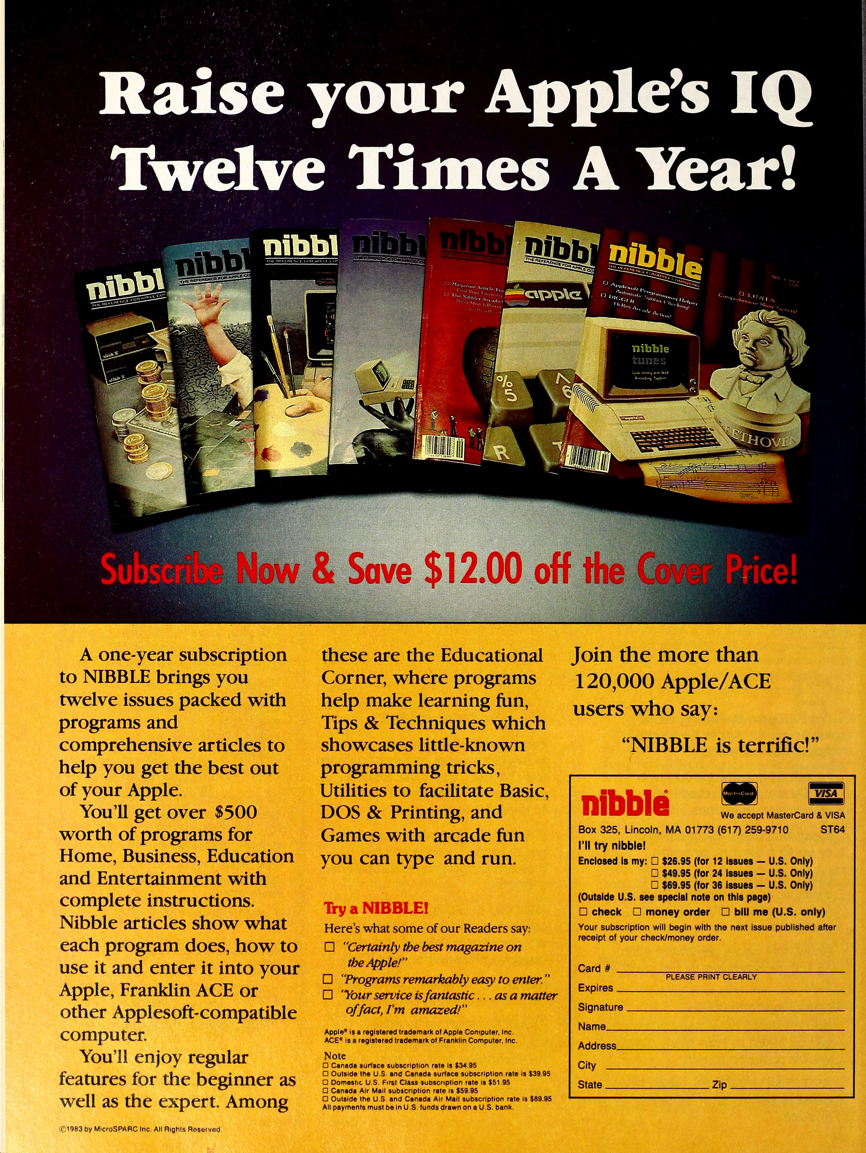 Raise your Apple's IQ
Twelve Times A Year!
nibbl
nibbl
nibbl
nibbl
nibbl
nibbl
nibble
apple
% 5
^ 6
R
T
Applesoft Programming Helper
Automatic Syntax Checking!
DIGGER
nibble
tunes
ETHOVEN
Subscribe Now & Save $12.00 off the Cover Price!
A one-year subscription
to NIBBLE brings you
twelve issues packed with
programs and
comprehensive articles to
help you get the best out
of your Apple.
You'll get over $500
worth of programs for
Home, Business, Education
and Entertainment with
complete instructions.
Nibble articles show what
each program does, how to
use it and enter it into your
Apple, Franklin ACE or
other Applesoft-compatible
computer.
You'll enjoy regular
features for the beginner as
well as the expert. Among
these are the Educational
Corner, where programs
help make learning fun,
Tips & Techniques which
showcases little-known
programming tricks,
Utilities to facilitate Basic,
DOS & Printing, and
Games with arcade fun
you can type and run.
Try a NIBBLE!
Here's what some of our Readers say:
☐ "Certainly the best magazine on
the Apple!"
☐ "Programs remarkably easy to enter."
☐ "Your service is fantastic . . . as a matter
of fact, I'm amazed!"
Apple® is a registered trademark of Apple Computer, Inc.
ACE® is a registered trademark of Franklin Computer, Inc.
Note
☐ Canada surface subscription rate is $34.95
☐ Outside the U.S. and Canada surface subscription rate is $39.95
☐ Domestic U.S. First Class subscription rate is $51.95
☐ Canada Air Mail subscription rate is $59.95
☐ Outside the U.S. and Canada Air Mail subscription rate is $89.95
All payments must be in U.S. funds drawn on a U.S. bank.
Join the more than
120,000 Apple/ACE
users who say:
"NIBBLE is terrific!"
nibble®
MasterCard
VISA
We accept MasterCard & VISA
Box 325, Lincoln, MA 01773 (617) 259-9710 ST64
I'll try nibble!
Enclosed is my: ☐ $26.95 (for 12 issues — U.S. Only)
☐ $49.95 (for 24 issues — U.S. Only)
☐ $69.95 (for 36 issues — U.S. Only)
(Outside U.S. see special note on this page)
☐ check ☐ money order ☐ bill me (U.S. only)
Your subscription will begin with the next issue published after
receipt of your check/money order.
Card #
PLEASE PRINT CLEARLY
Expires
Signature
Name
Address
City
State Zip
©1983 by MicroSPARC Inc. All Rights Reserved.